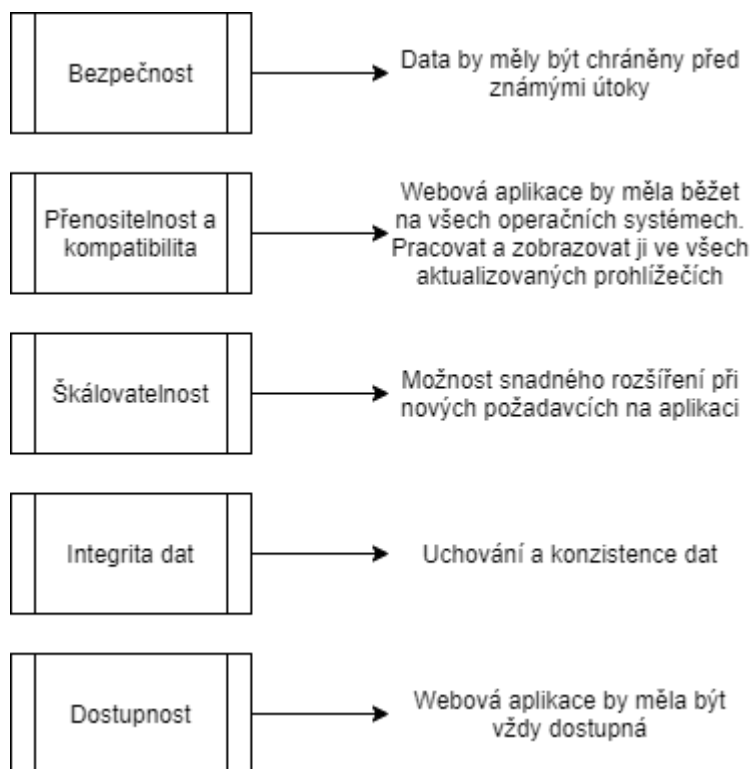 Bezpečnost
Data by měly být chráněny před
známými útoky
Přenositelnost a
kompatibilita
Webová aplikace by měla běžet
na všech operačních systémech.
Pracovat a zobrazovat ji ve všech
aktualizovaných prohlížečích
Škálovatelnost
Možnost snadného rozšíření při
nových požadavcích na aplikaci
Integrita dat
Uchování a konzistence dat
Dostupnost
Webová aplikace by měla být
vždy dostupná